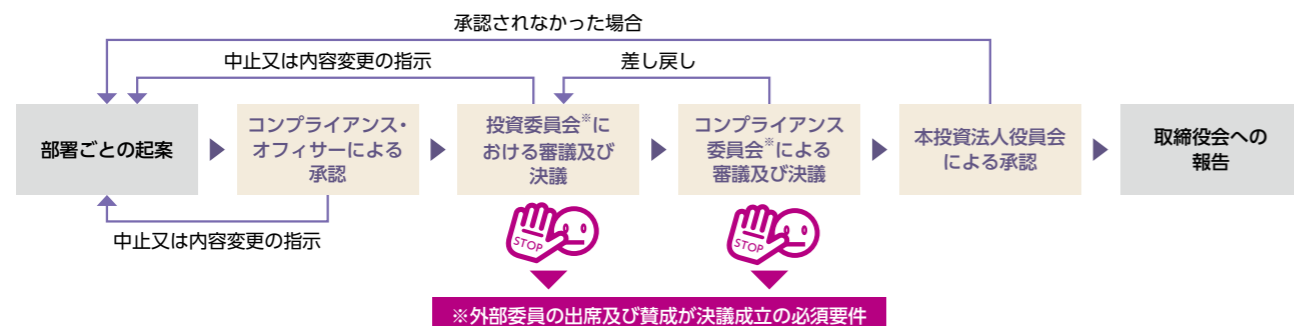 承認されなかった場合
中止又は内容変更の指示
差し戻し
部署ごとの起案
コンプライアンス・
オフィサーによる
承認
投資委員会※に
おける審議及び
決議
コンプライアンス
委員会※による
審議及び決議
本投資法人役員会
による承認
取締役会への
報告
中止又は内容変更の指示
STOP
STOP
※外部委員の出席及び賛成が決議成立の必須要件